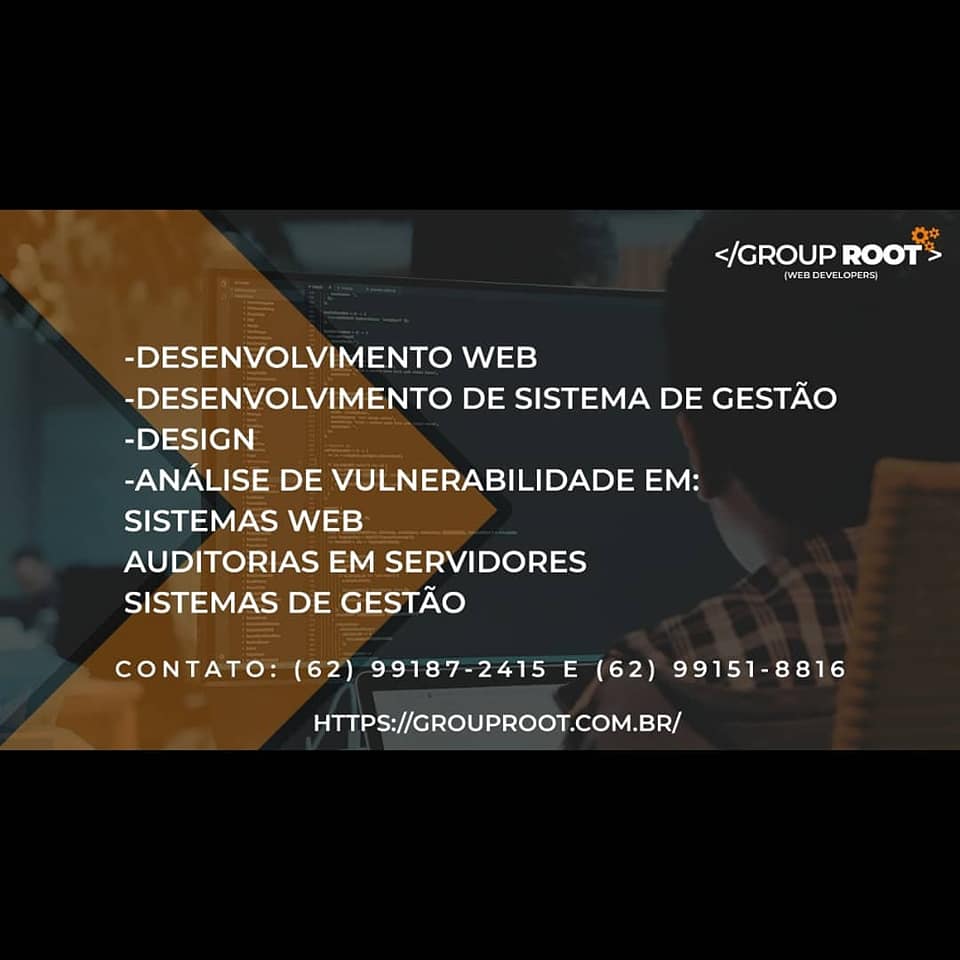 </GROUP ROOT>
(WEB DEVELOPERS)
-DESENVOLVIMENTO WEB
-DESENVOLVIMENTO DE SISTEMA DE GESTÃO
-DESIGN
-ANÁLISE DE VULNERABILIDADE EM:
SISTEMAS WEB
AUDITORIAS EM SERVIDORES
SISTEMAS DE GESTÃO
CONTATO: (62) 99187-2415 E (62) 99151-8816
HTTPS://GROUPROOT.COM.BR/